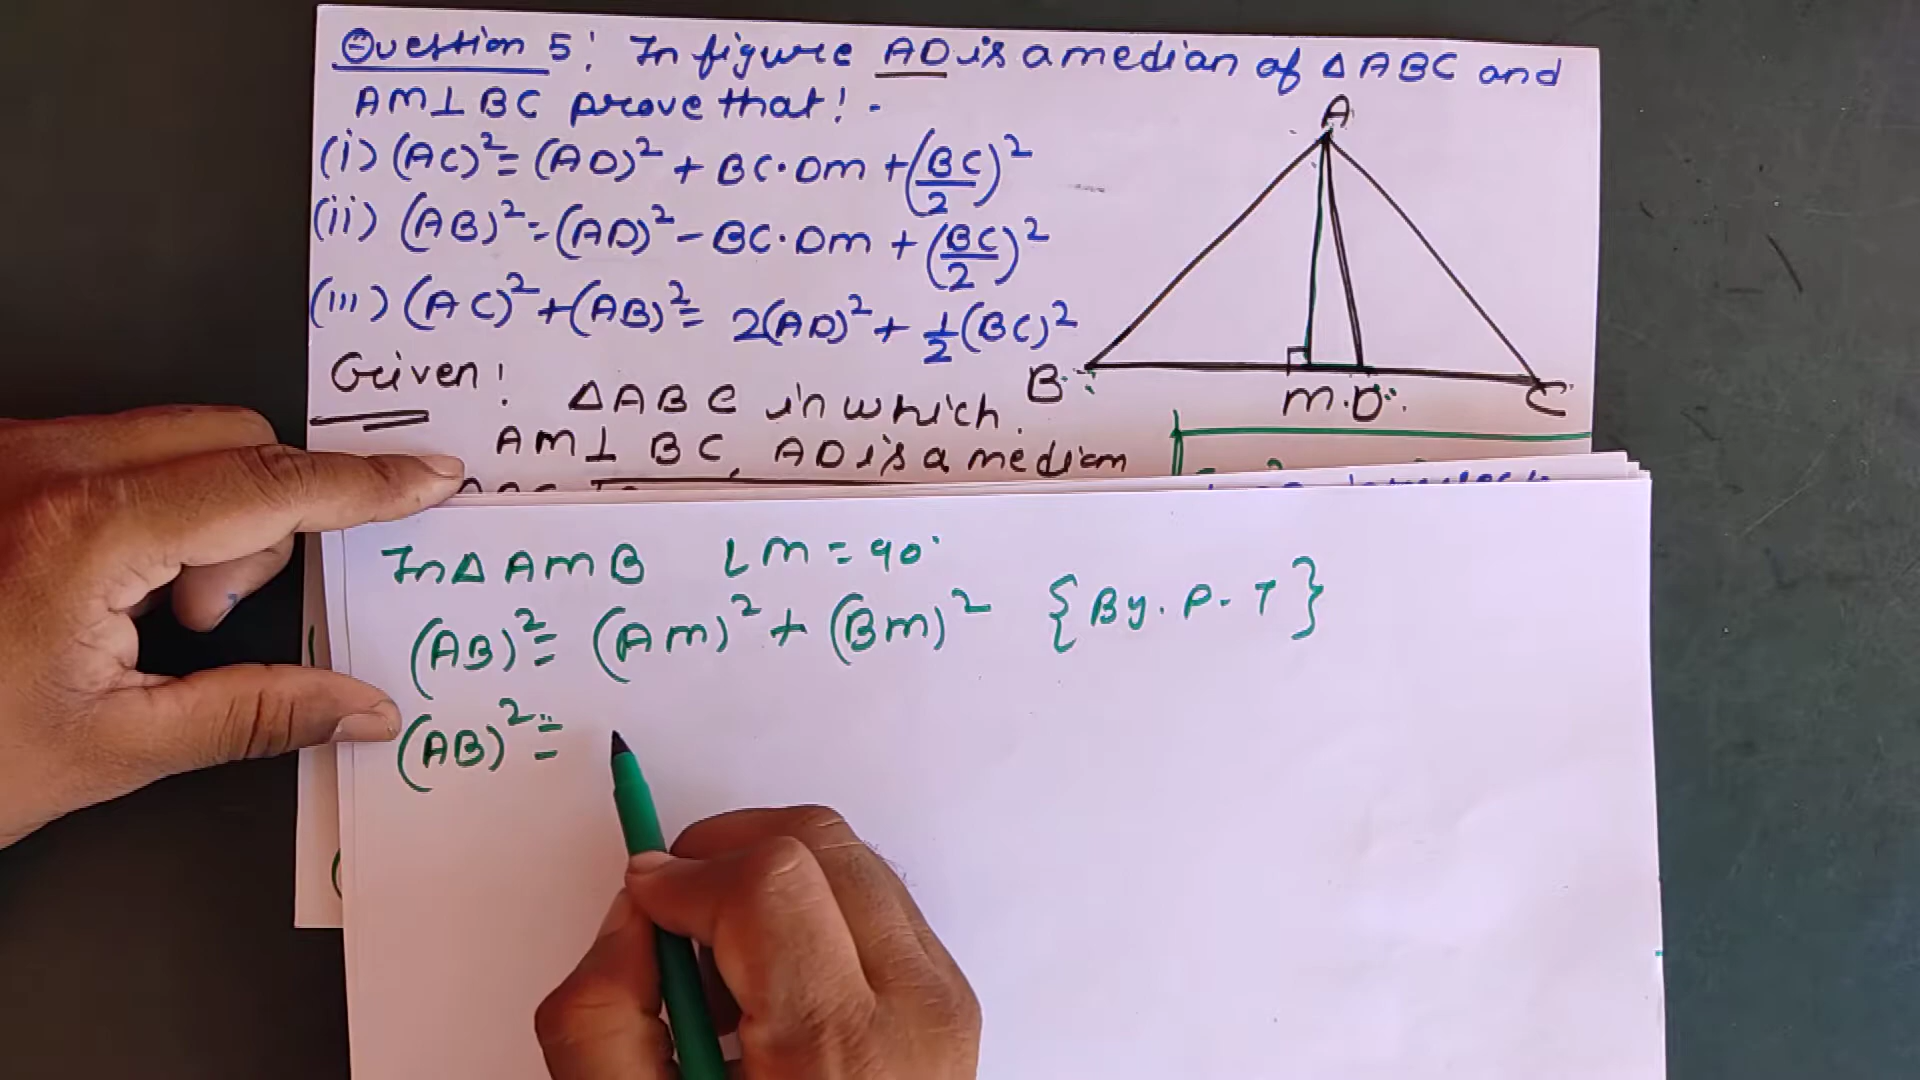 Question 5: In figure AD is a median of △ABC and
AM⊥BC prove that:-
(i) (AC)²=(AD)² + BC·DM +(BC/2)²
(ii) (AB)²=(AD)²-BC·DM +(BC/2)²
(iii) (AC)²+(AB)²= 2(AD)²+ 1/2(BC)²
A
B
M
D
C
Given: △ABC in which
AM⊥ BC, AD is a median
In△AMB ∠M=90°
(AB)²= (AM)²+(BM)² {By. P. T}
(AB)²=